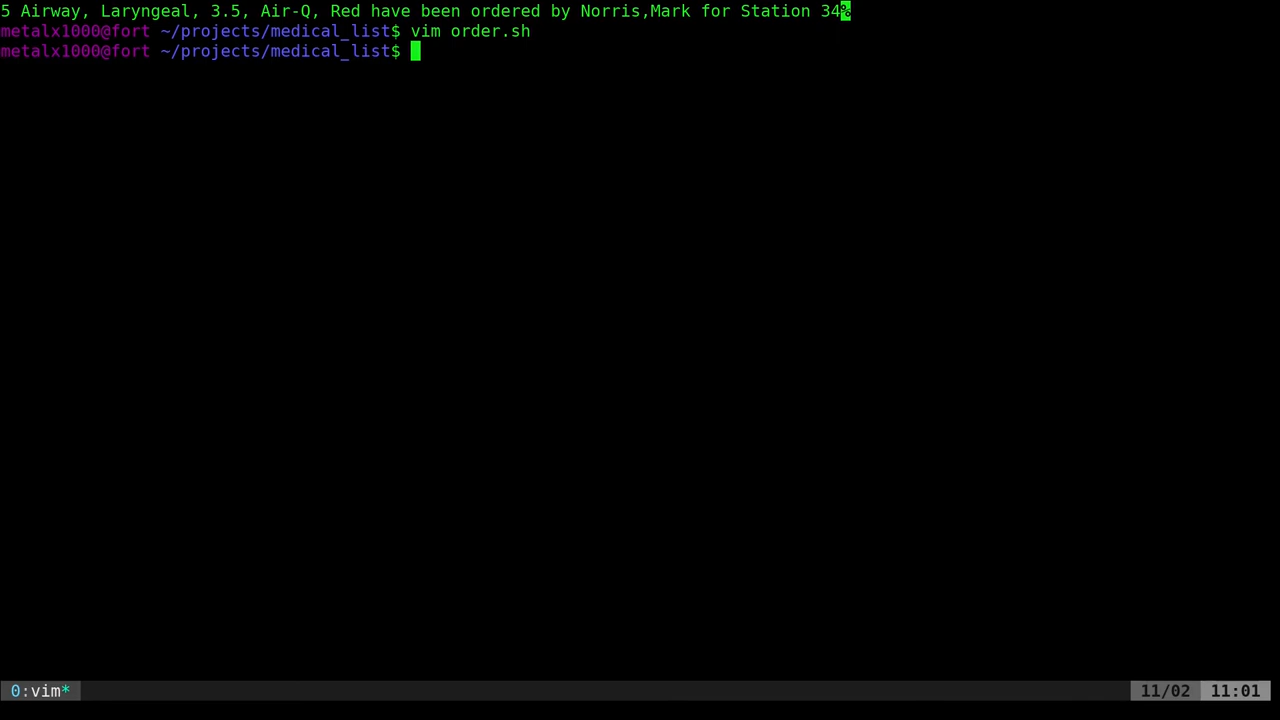 5 Airway, Laryngeal, 3.5, Air-Q, Red have been ordered by Norris,Mark for Station 34%
metalx1000@fort ~/projects/medical_list$ vim order.sh
metalx1000@fort ~/projects/medical_list$
0:vim* 11/02 11:01